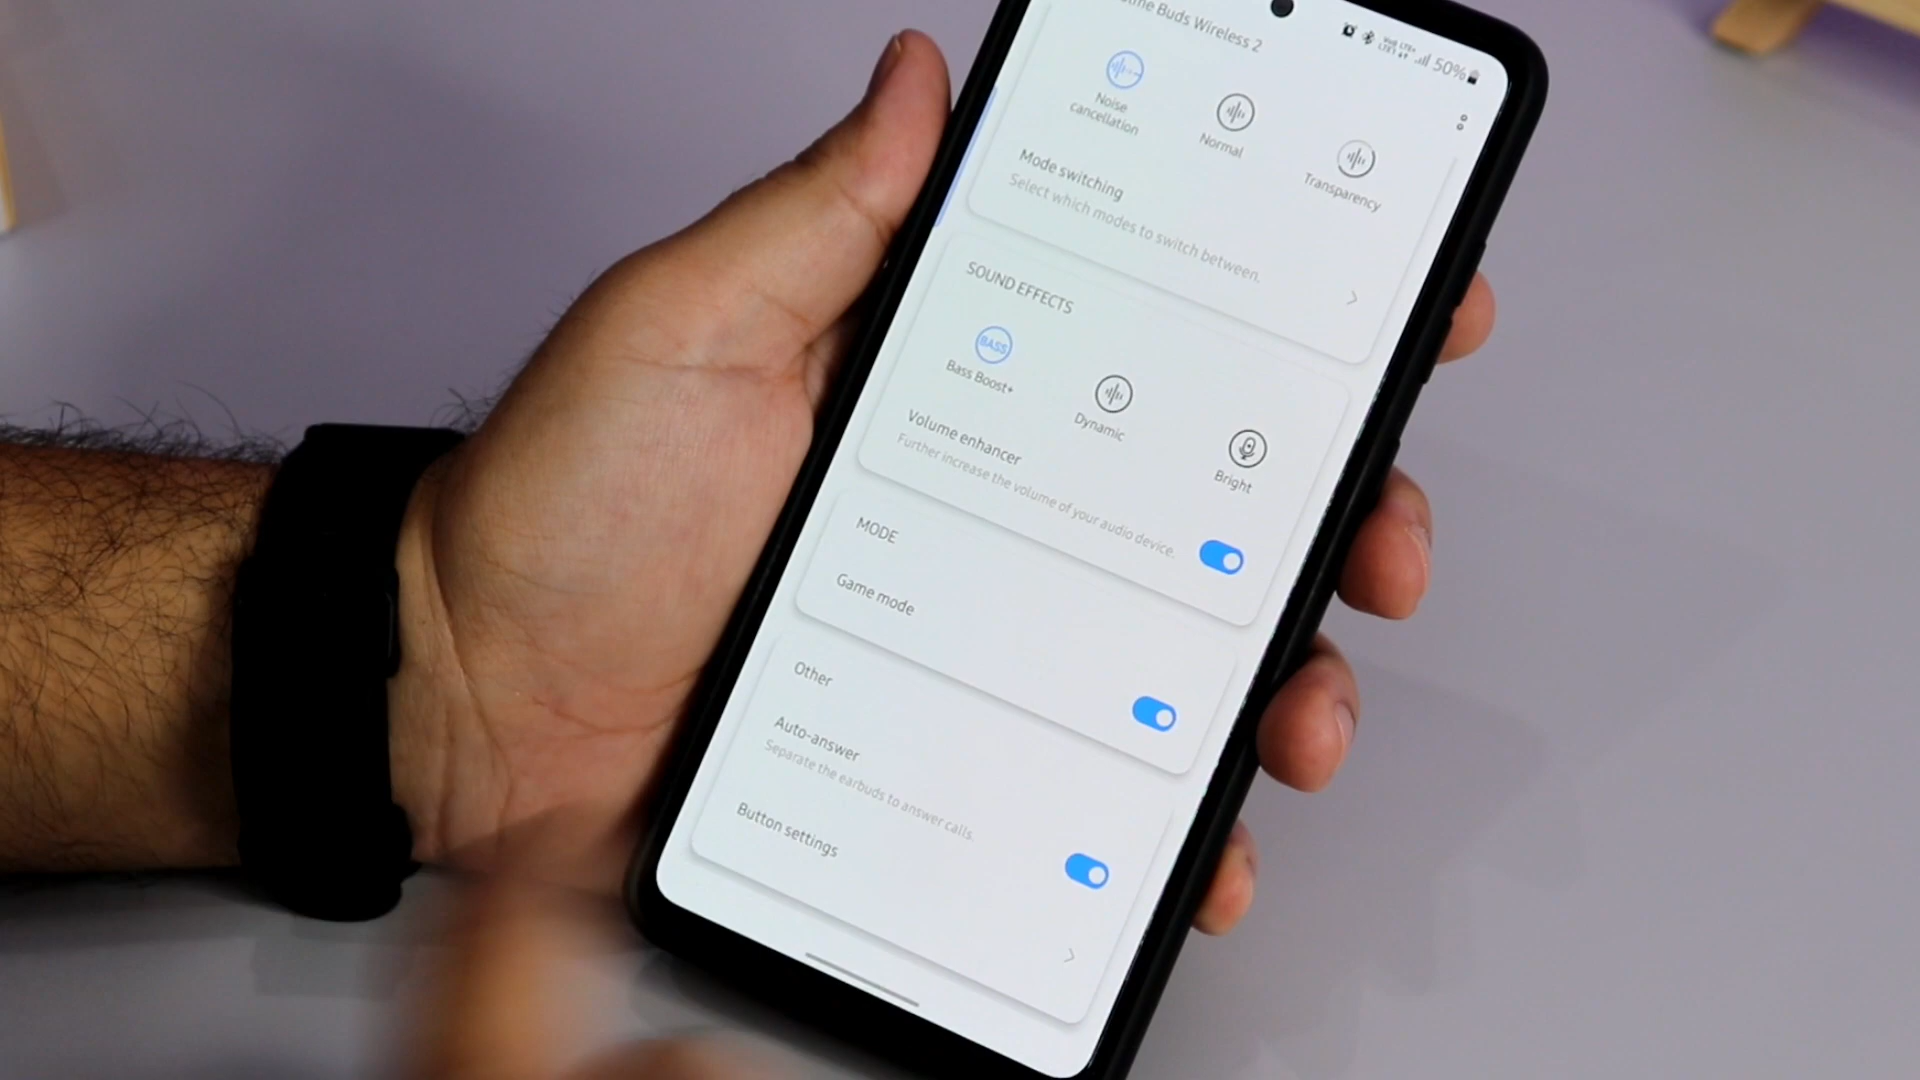 Buds Wireless 2
50%
Noise
cancellation
Normal
Transparency
Mode switching
Select which modes to switch between.
SOUND EFFECTS
BASS
Bass Boost+
Dynamic
Bright
Volume enhancer
Further increase the volume of your audio device.
MODE
Game mode
Other
Auto-answer
Separate the earbuds to answer calls.
Button settings